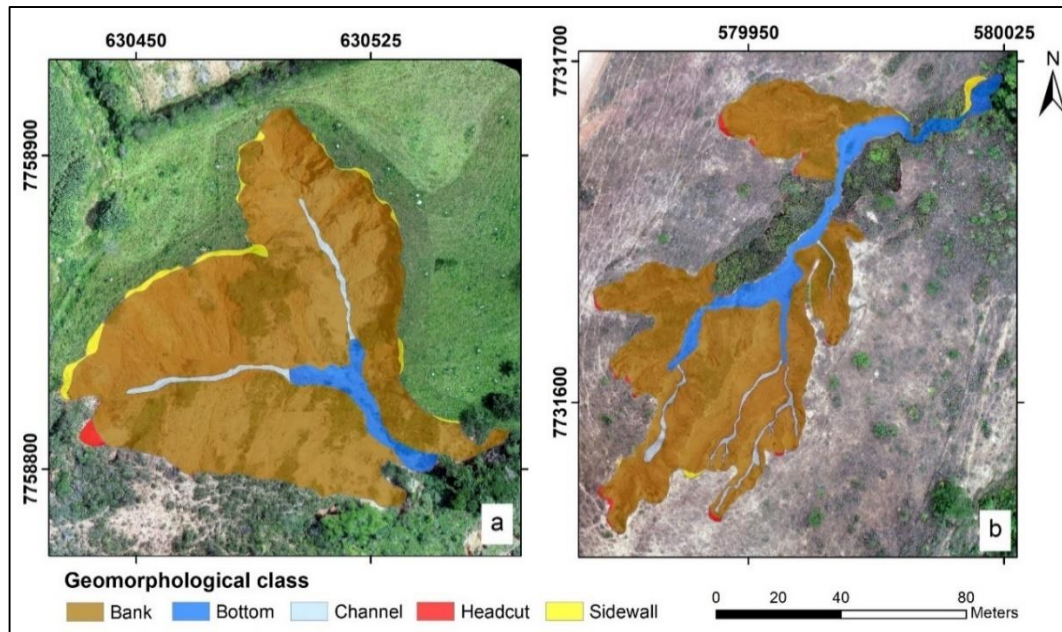 630450 630525
579950 580025
7731700
N
7758900
7731600
7758800
a
b
Geomorphological class
Bank Bottom Channel Headcut Sidewall
0 20 40 80
Meters